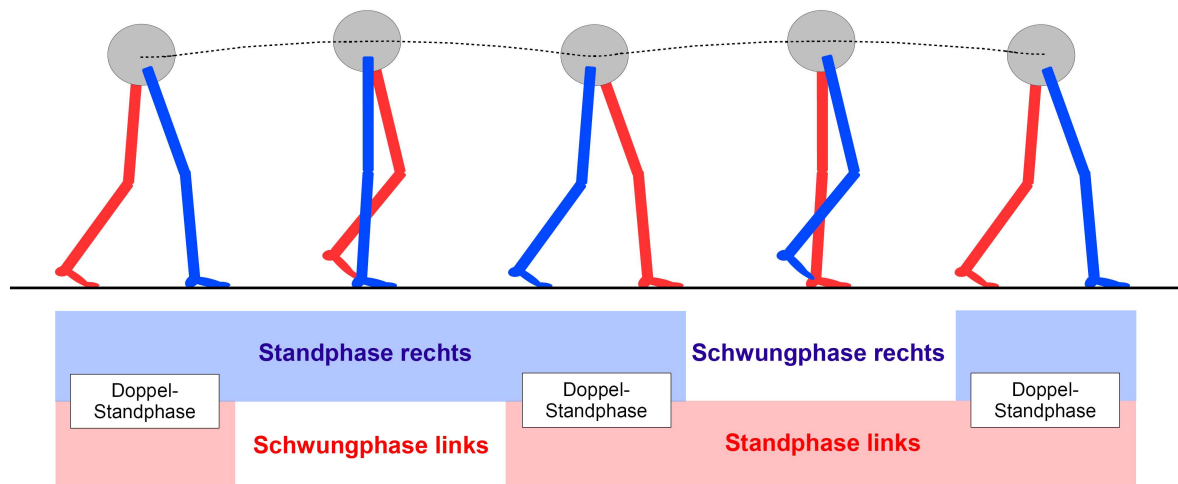 Standphase rechts
Schwungphase rechts
Doppel-
Standphase
Doppel-
Standphase
Doppel-
Standphase
Schwungphase links
Standphase links